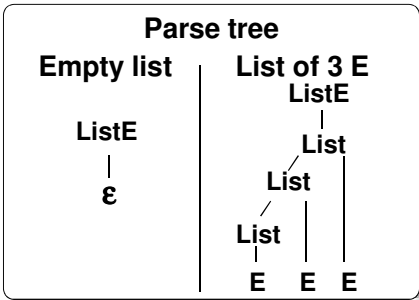 Parse tree
Empty list
ListE
ε
List of 3 E
ListE
List
List
List
E E E